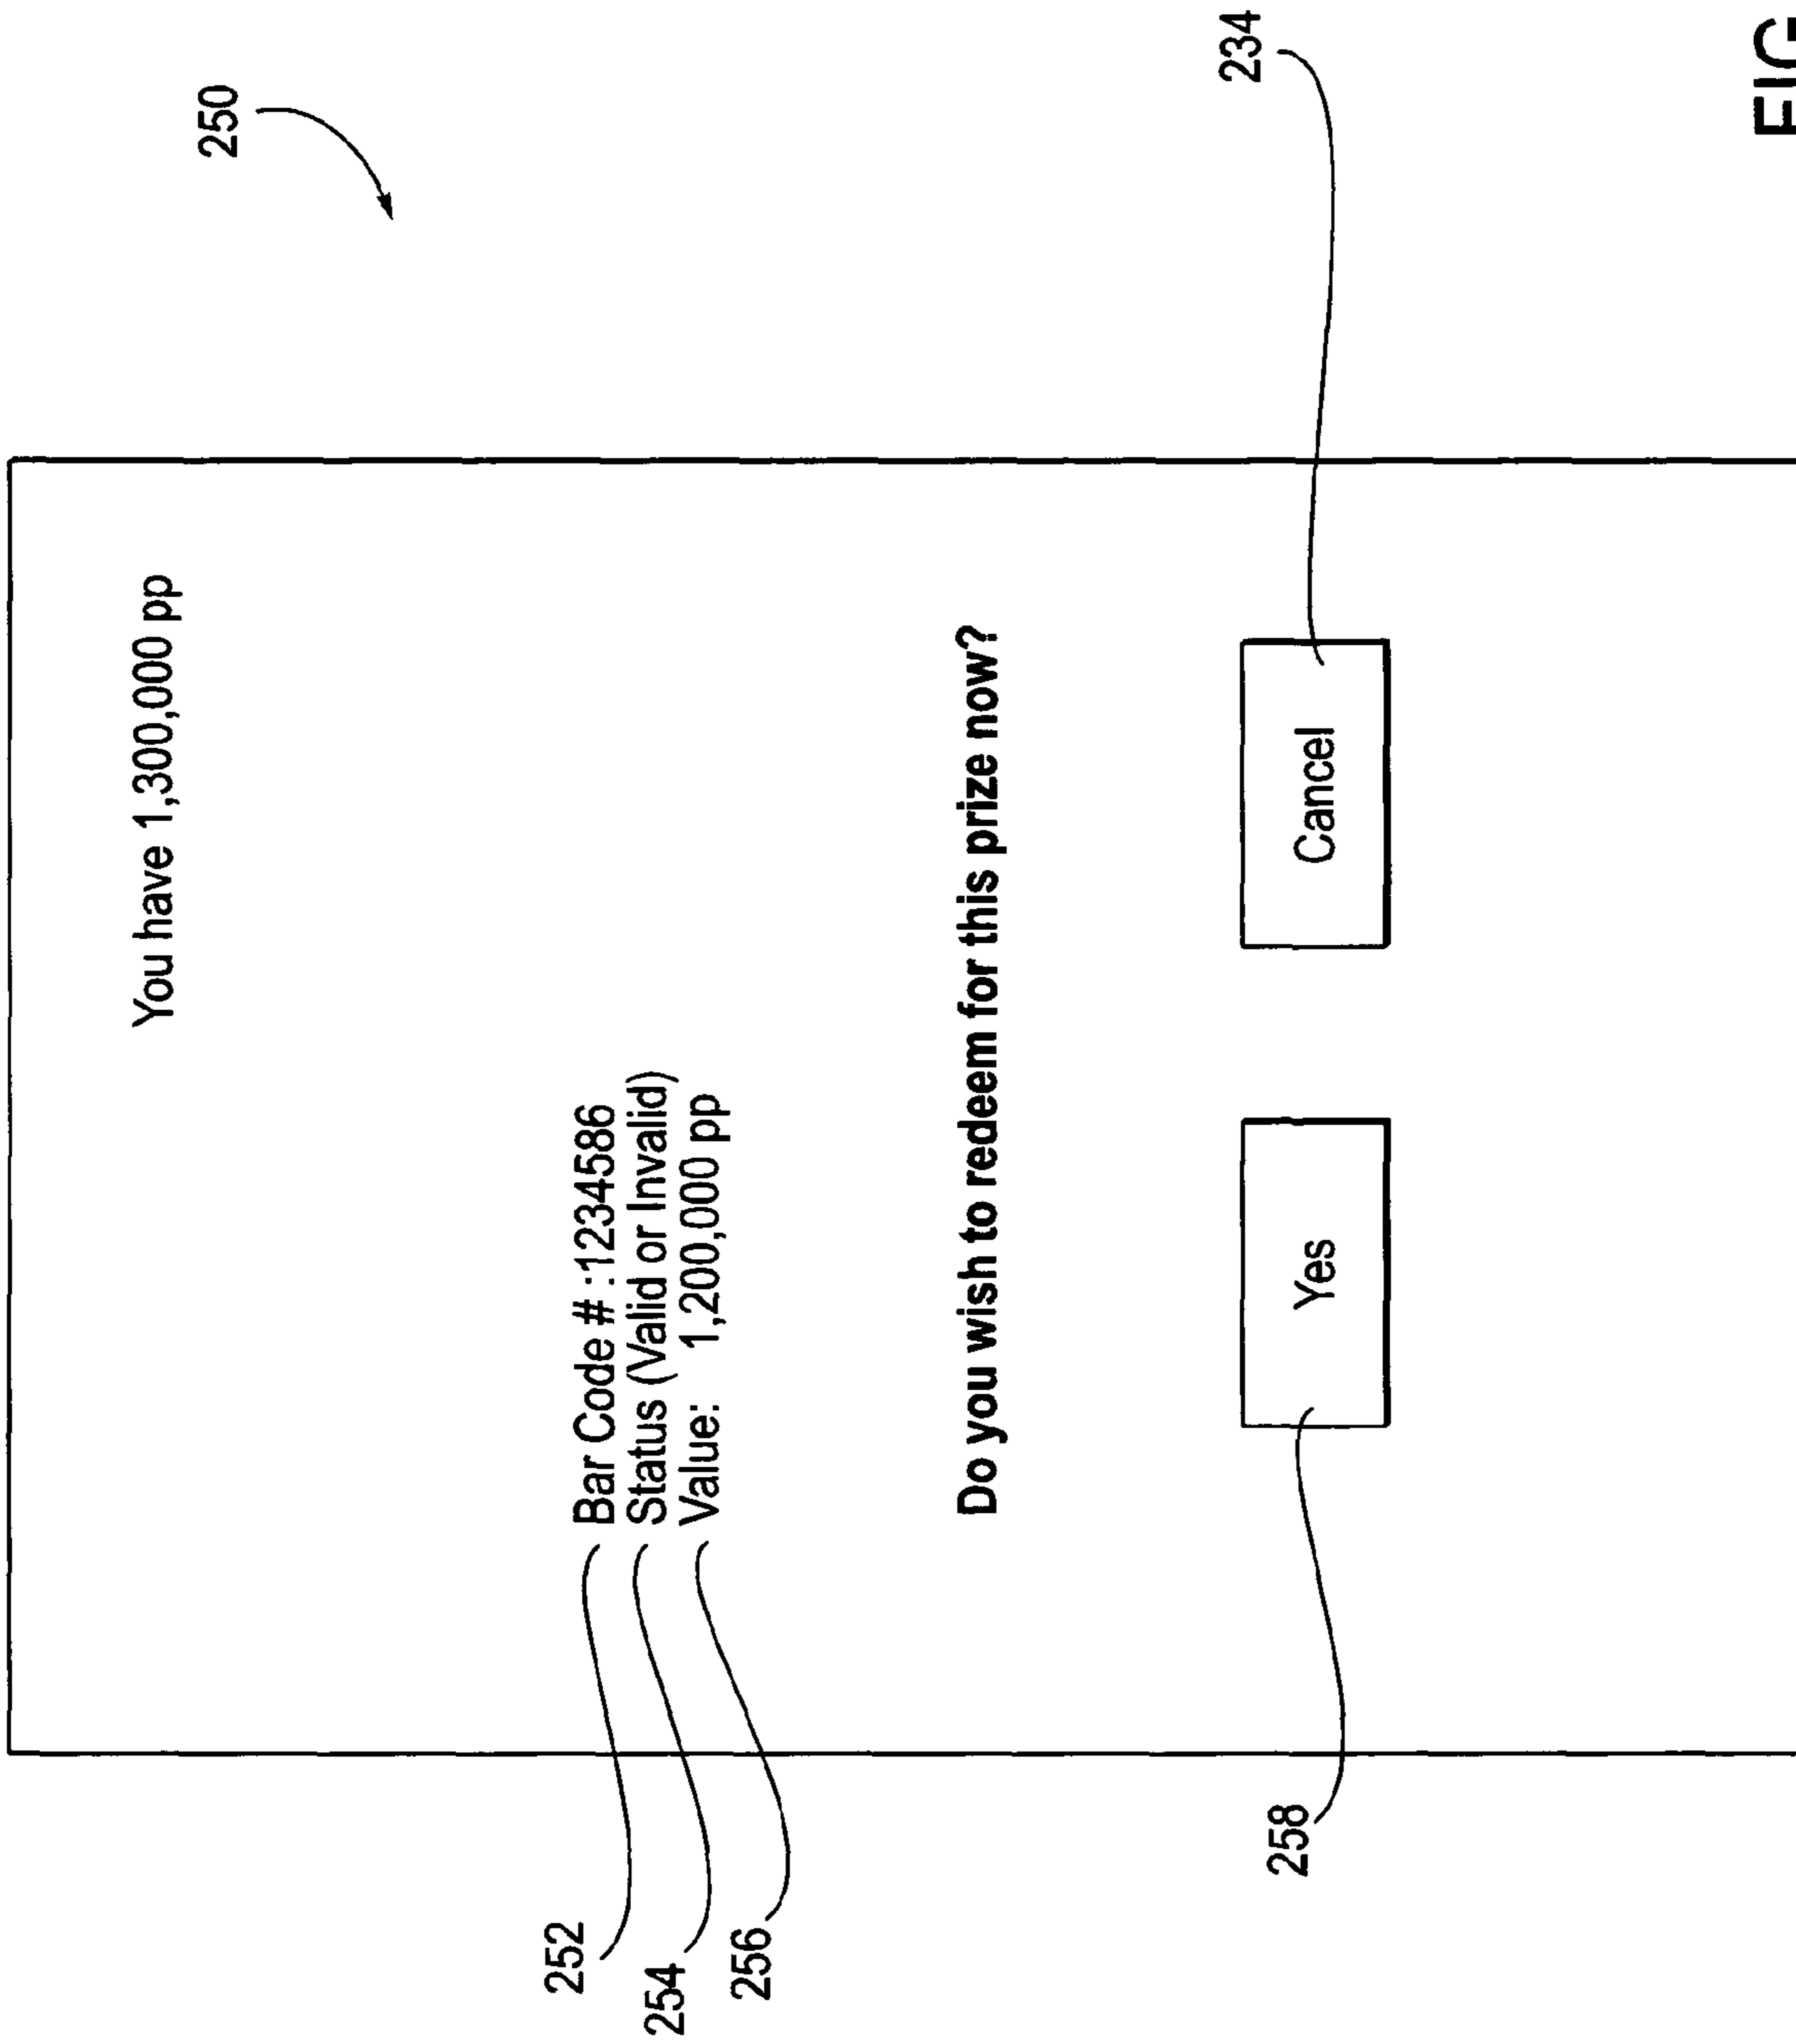 250
You have 1,300,000 pp
252
Bar Code #:1234586
254
Status (Valid or Invalid)
256
Value: 1,200,000 pp
Do you wish to redeem for this prize now?
234
258
Yes
Cancel
FIG